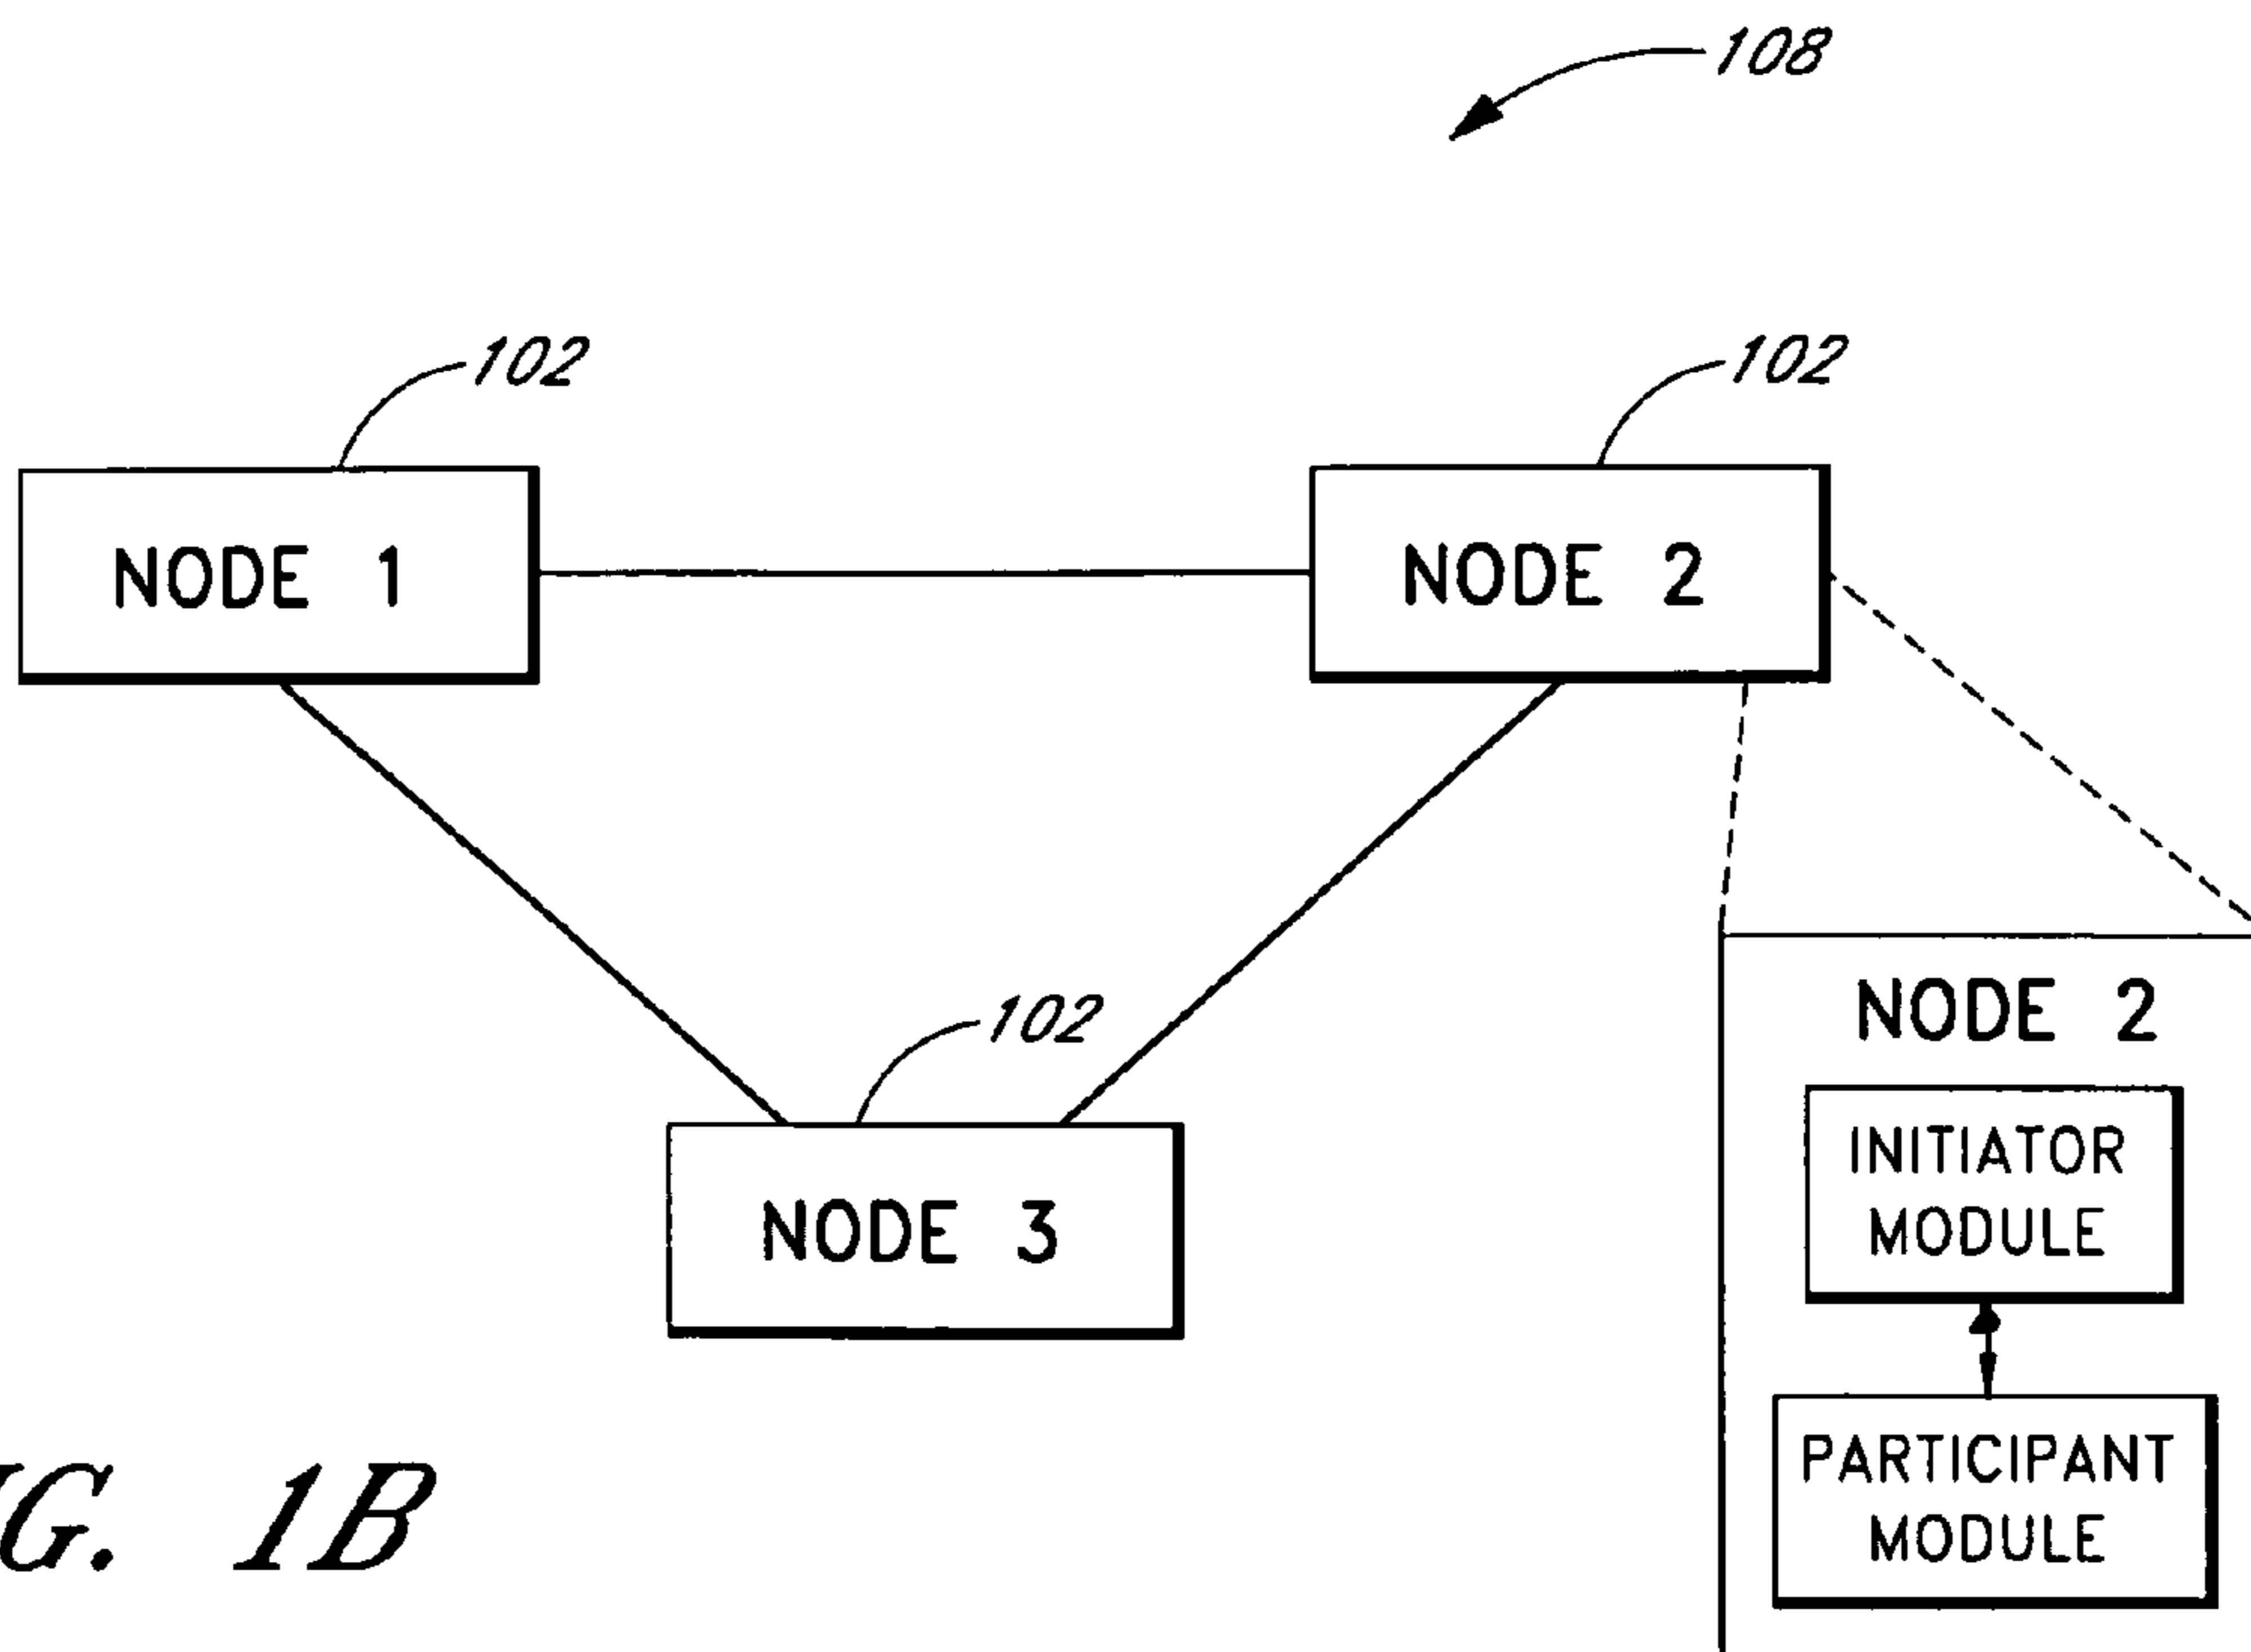 108
102
102
NODE 1
NODE 2
102
NODE 3
NODE 2
INITIATOR
MODULE
PARTICIPANT
MODULE
G. 1B